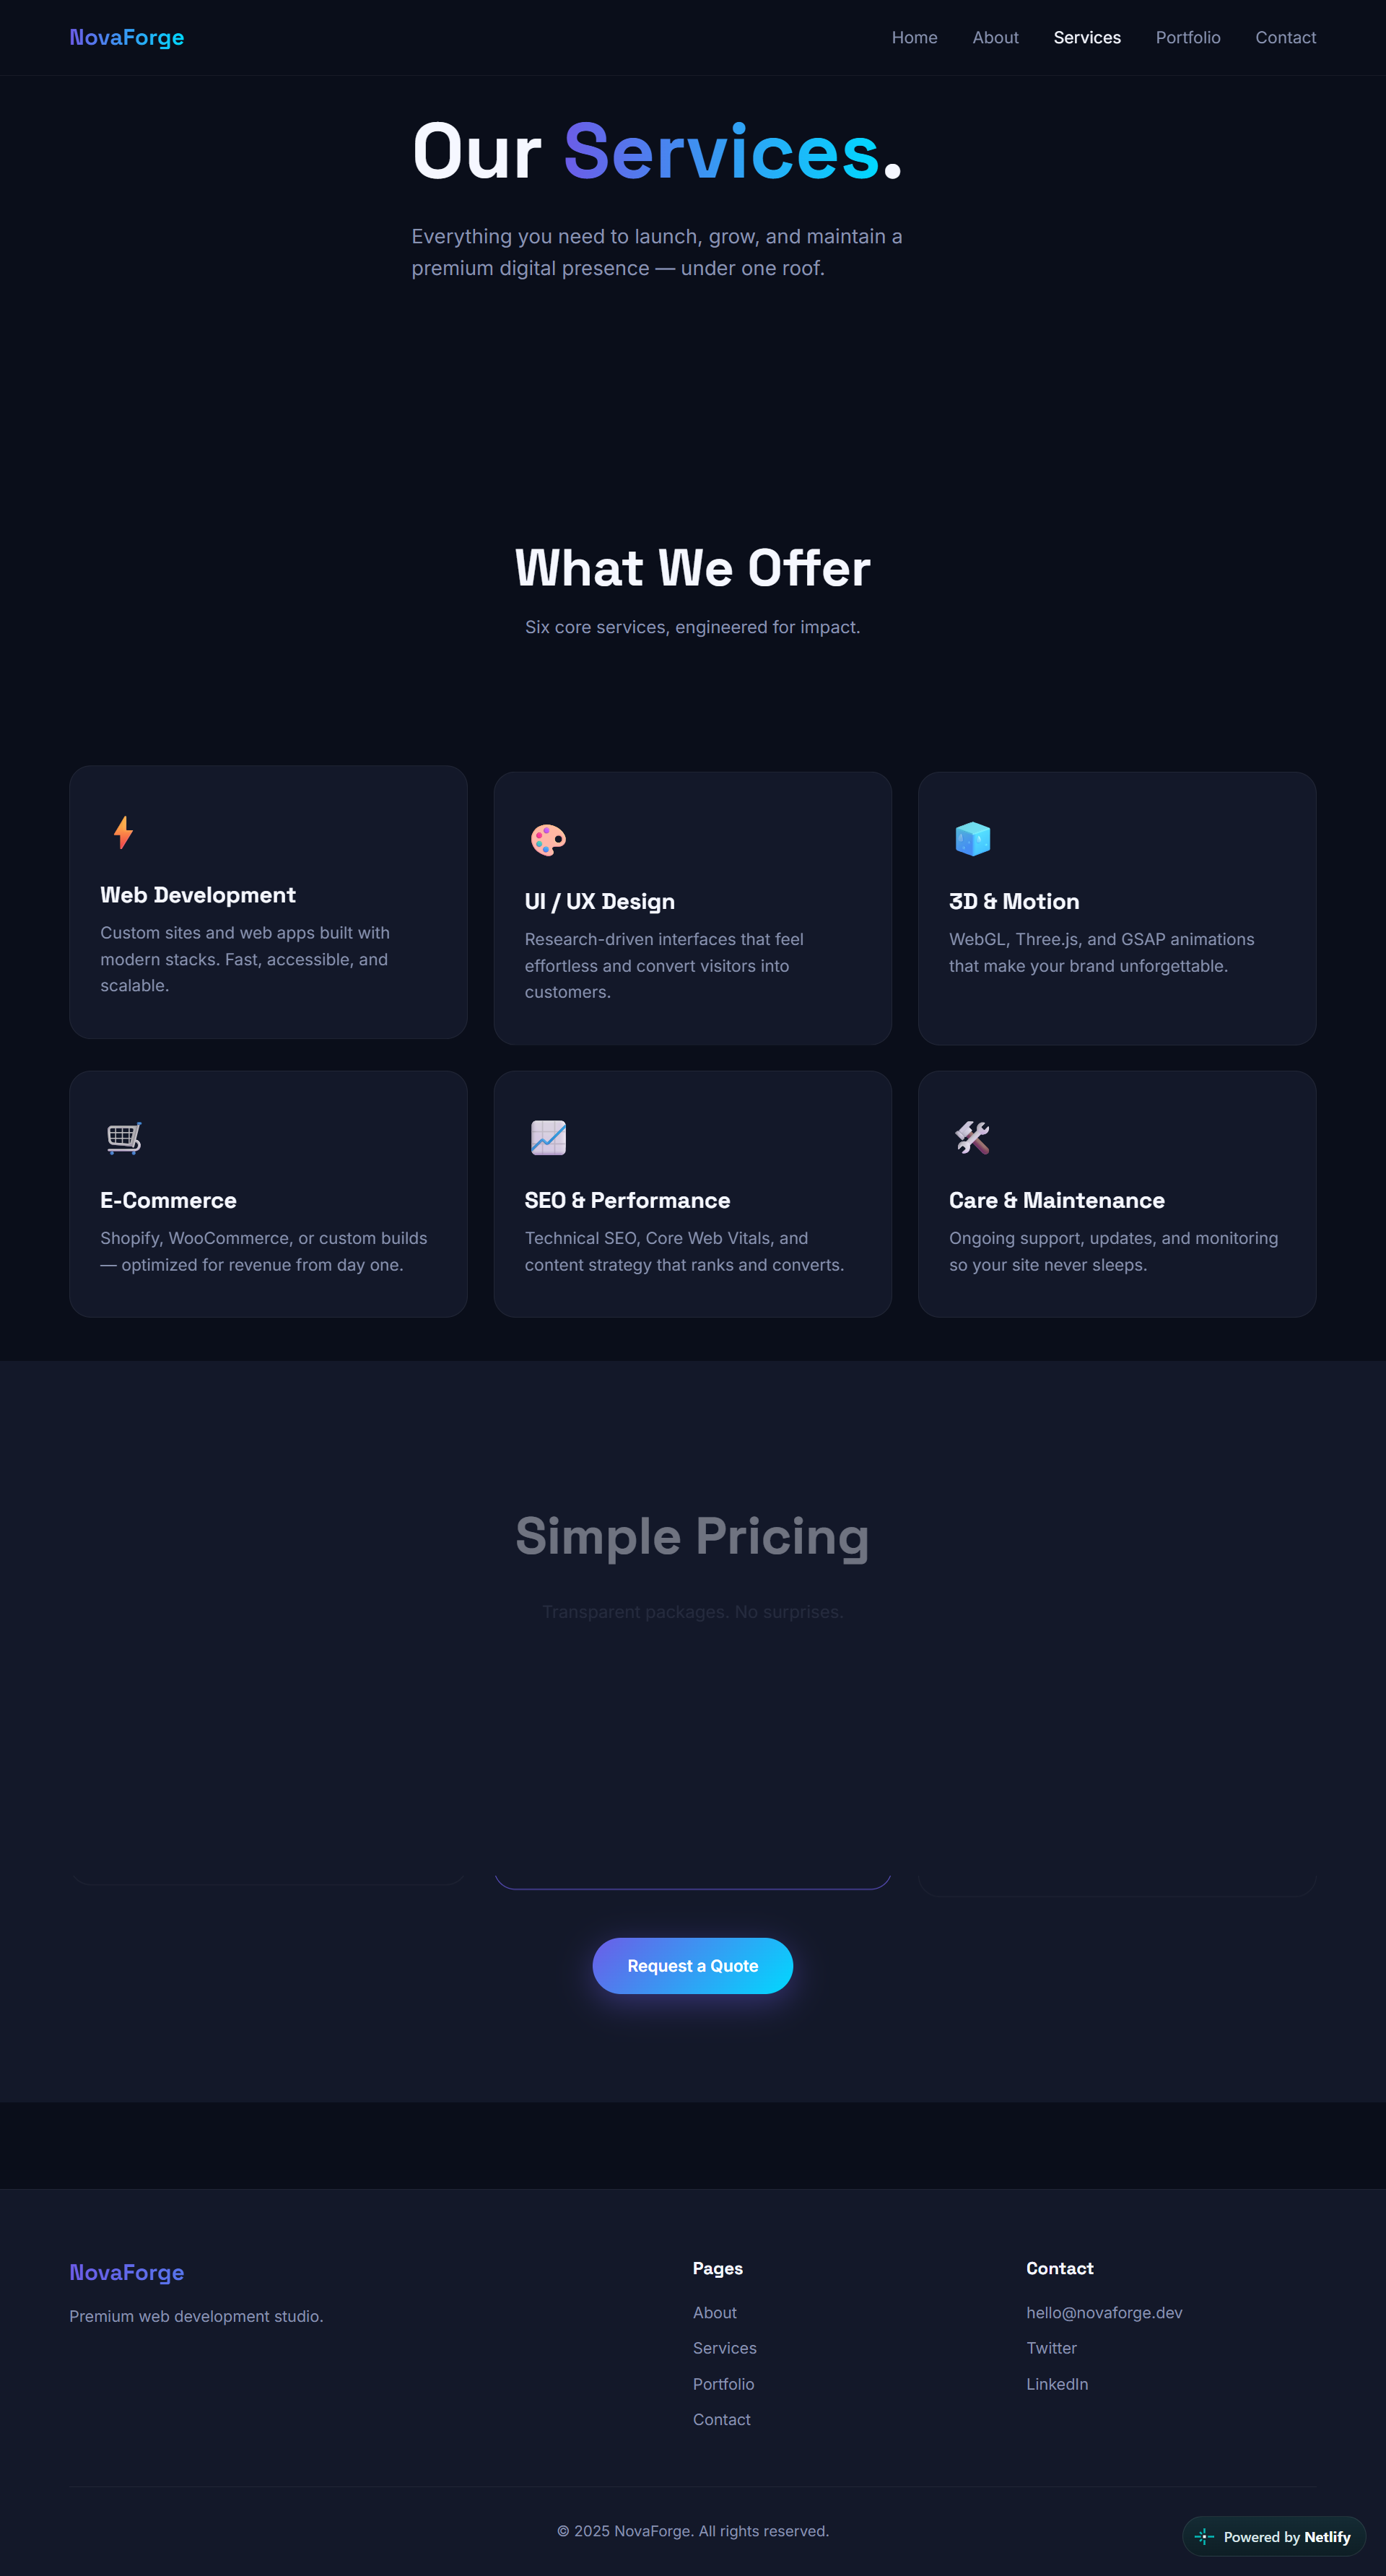 NovaForge
Home About Services Portfolio Contact
Our Services.
Everything you need to launch, grow, and maintain a
premium digital presence — under one roof.
What We Offer
Six core services, engineered for impact.
Web Development
Custom sites and web apps built with
modern stacks. Fast, accessible, and
scalable.
UI / UX Design
Research-driven interfaces that feel
effortless and convert visitors into
customers.
3D & Motion
WebGL, Three.js, and GSAP animations
that make your brand unforgettable.
E-Commerce
Shopify, WooCommerce, or custom builds
— optimized for revenue from day one.
SEO & Performance
Technical SEO, Core Web Vitals, and
content strategy that ranks and converts.
Care & Maintenance
Ongoing support, updates, and monitoring
so your site never sleeps.
Simple Pricing
Transparent packages. No surprises.
Request a Quote
NovaForge
Premium web development studio.
Pages
About
Services
Portfolio
Contact
Contact
hello@novaforge.dev
Twitter
LinkedIn
© 2025 NovaForge. All rights reserved.
Powered by Netlify